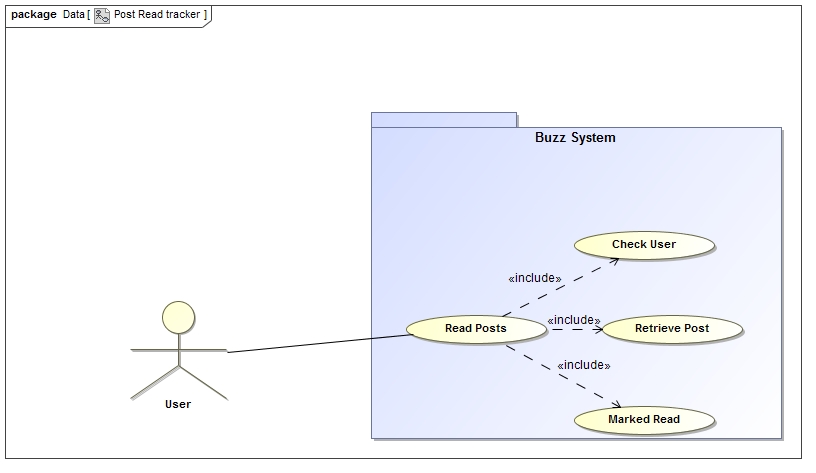 package Data [ Post Read tracker ]
Buzz System
Check User
«include»
Read Posts
«include»
Retrieve Post
«include»
Marked Read
User